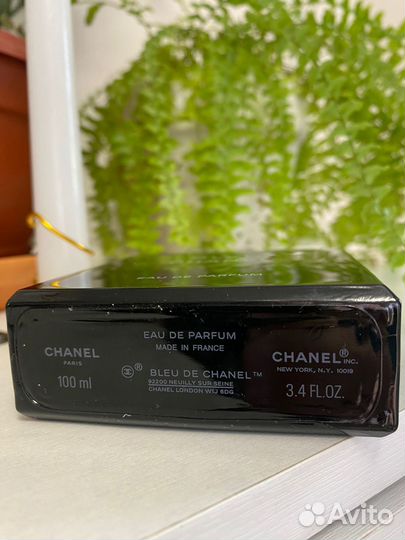 EAU DE PARFUM
EAU DE PARFUM
MADE IN FRANCE
CHANEL
PARIS
100 ml
BLEU DE CHANEL™
92200 NEUILLY SUR SEINE
CHANEL LONDON W1J 6DG
CHANEL® INC.
NEW YORK, N.Y. 10019
3.4 FL.OZ.
Avito